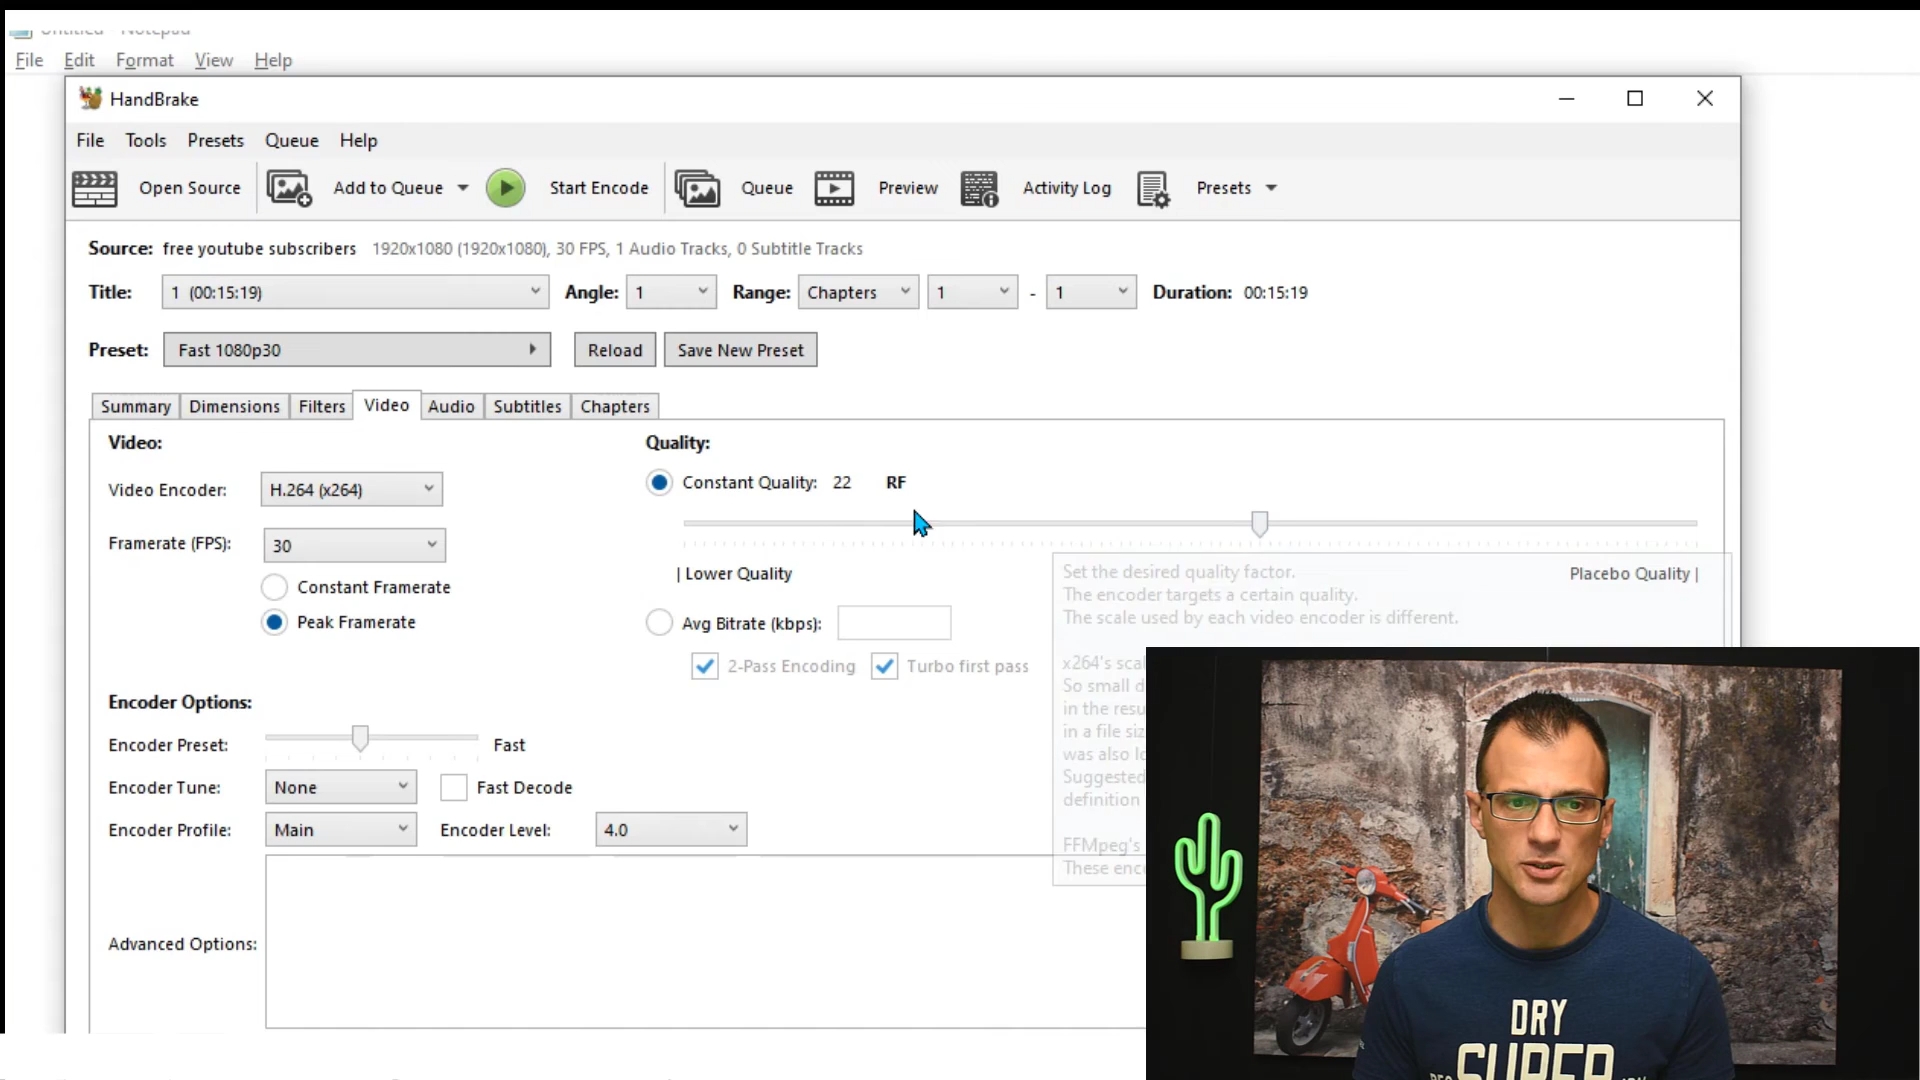 Untitled - Notepad
File Edit Format View Help
HandBrake
File Tools Presets Queue Help
Open Source Add to Queue Start Encode Queue Preview Activity Log Presets
Source: free youtube subscribers 1920x1080 (1920x1080), 30 FPS, 1 Audio Tracks, 0 Subtitle Tracks
Title: 1 (00:15:19) Angle: 1 Range: Chapters 1 - 1 Duration: 00:15:19
Preset: Fast 1080p30 Reload Save New Preset
Summary Dimensions Filters Video Audio Subtitles Chapters
Video: Quality:
Video Encoder: H.264 (x264) Constant Quality: 22 RF
Framerate (FPS): 30
| Lower Quality Placebo Quality |
Set the desired quality factor.
The encoder targets a certain quality.
The scale used by each video encoder is different.
Constant Framerate
Peak Framerate Avg Bitrate (kbps):
2-Pass Encoding Turbo first pass
x264's
So small
in the
in a file
was also
Suggested
definition
FFMpeg's
These
Encoder Options:
Encoder Preset: Fast
Encoder Tune: None Fast Decode
Encoder Profile: Main Encoder Level: 4.0
Advanced Options:
DRY
SUPER